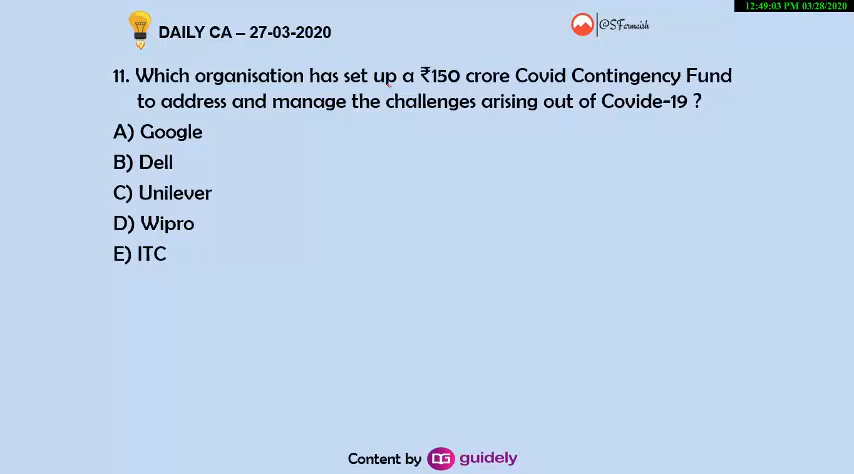 12:49:03 PM 03/28/2020
DAILY CA – 27-03-2020
@SFarmaish
11. Which organisation has set up a ₹150 crore Covid Contingency Fund
to address and manage the challenges arising out of Covide-19 ?
A) Google
B) Dell
C) Unilever
D) Wipro
E) ITC
Content by DG guidely